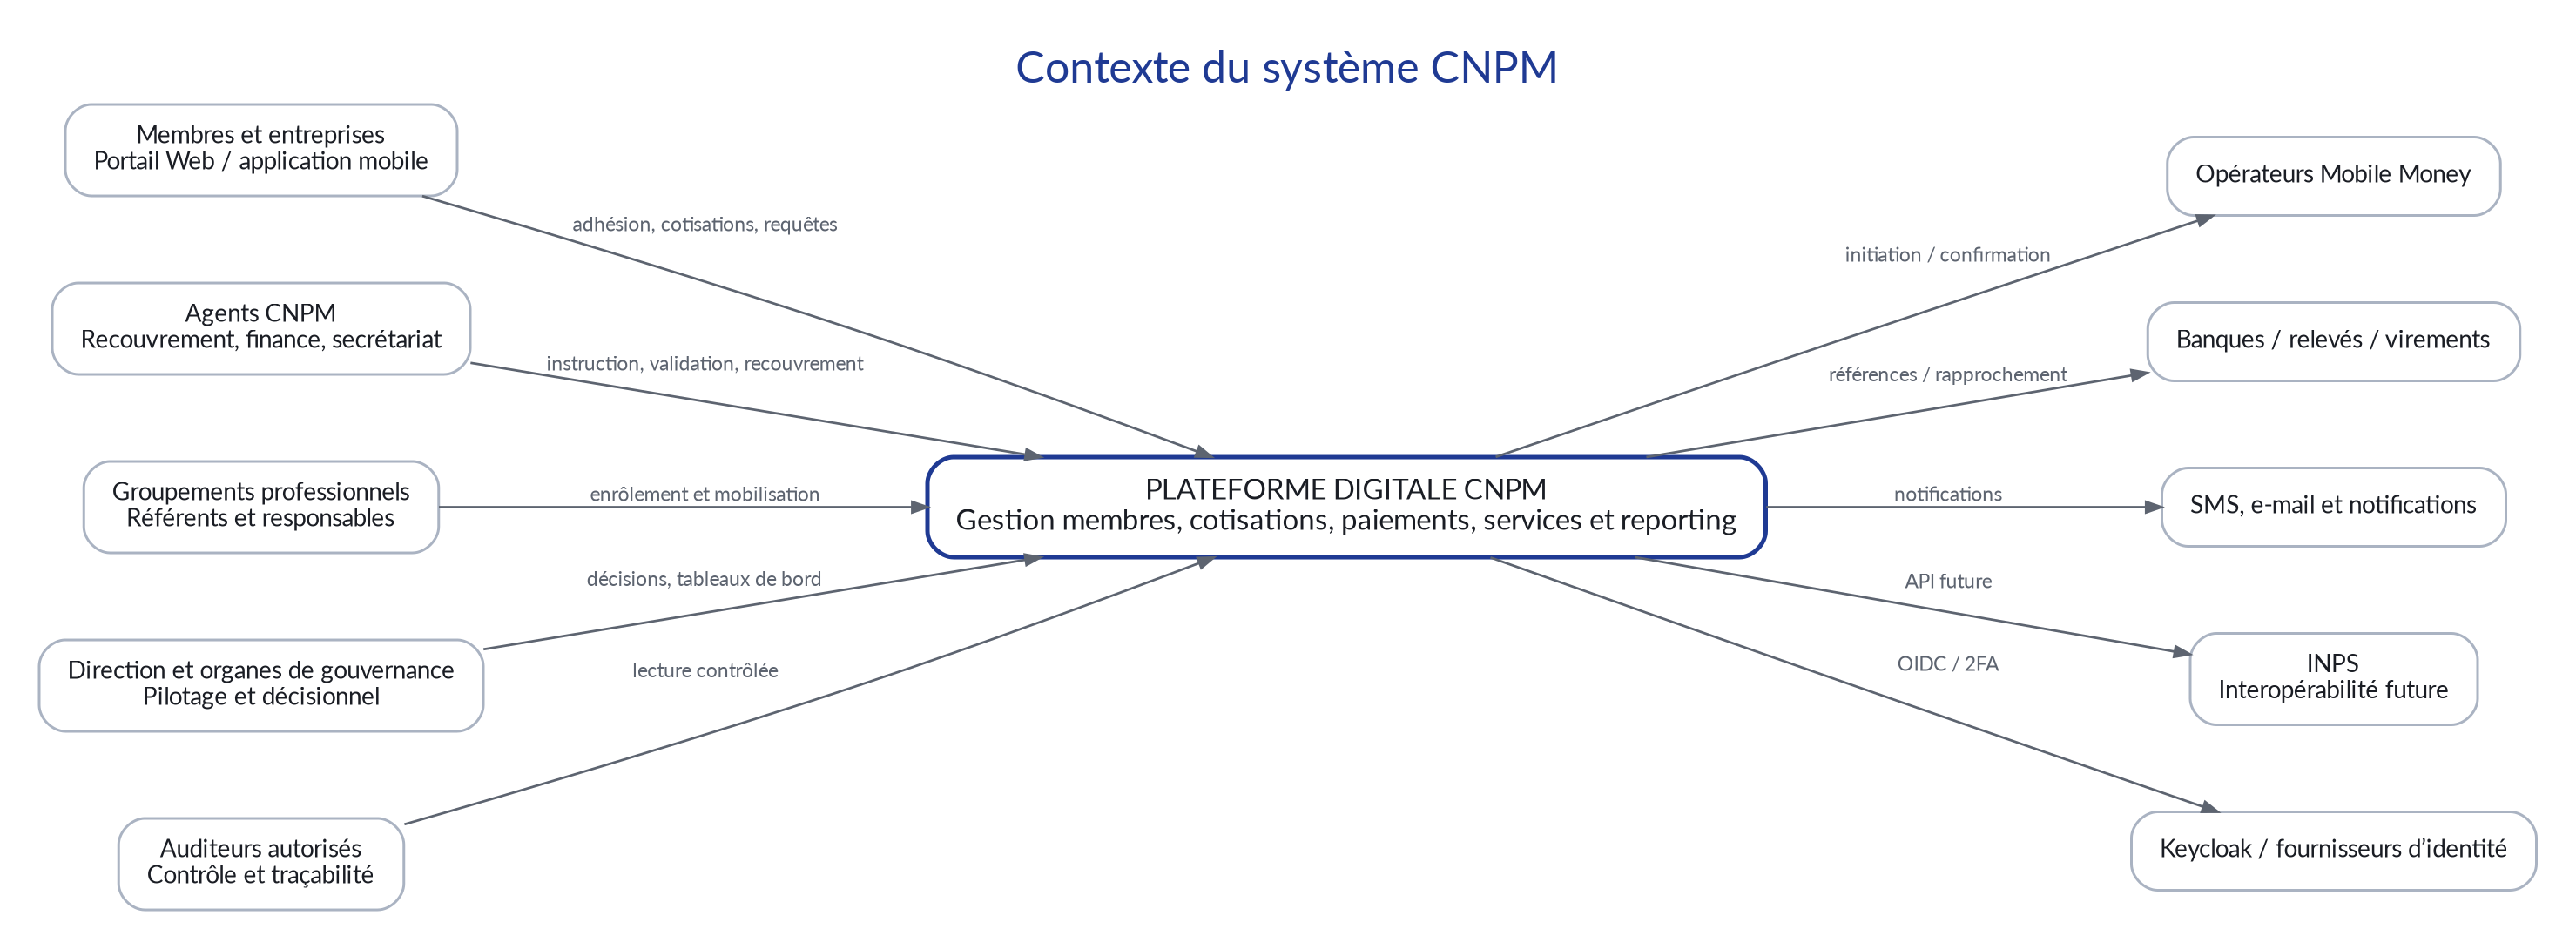 Contexte du système CNPM
Membres et entreprises
Portail Web / application mobile
adhésion, cotisations, requêtes
Agents CNPM
Recouvrement, finance, secrétariat
instruction, validation, recouvrement
Groupements professionnels
Référents et responsables
enrôlement et mobilisation
Direction et organes de gouvernance
Pilotage et décisionnel
décisions, tableaux de bord
Auditeurs autorisés
Contrôle et traçabilité
lecture contrôlée
PLATEFORME DIGITALE CNPM
Gestion membres, cotisations, paiements, services et reporting
initiation / confirmation
Opérateurs Mobile Money
références / rapprochement
Banques / relevés / virements
notifications
SMS, e-mail et notifications
API future
INPS
Interopérabilité future
OIDC / 2FA
Keycloak / fournisseurs d’identité